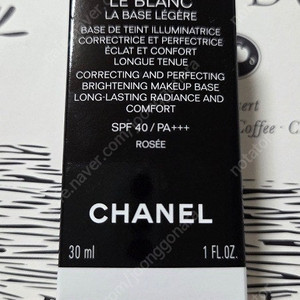 LE BLANC
LA BASE LÉGÈRE
BASE DE TEINT ILLUMINATRICE
CORRECTRICE ET PERFECTRICE
ÉCLAT ET CONFORT
LONGUE TENUE
CORRECTING AND PERFECTING
BRIGHTENING MAKEUP BASE
LONG-LASTING RADIANCE AND
COMFORT
SPF 40 / PA+++
ROSÉE
CHANEL
30 ml 1 FL.OZ.
Coffee